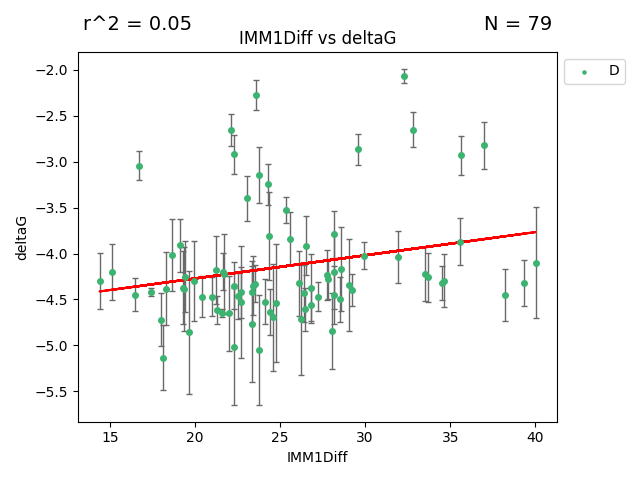 r^2 = 0.05
N = 79
IMM1Diff vs deltaG
D
deltaG
−2.0
−2.5
−3.0
−3.5
−4.0
−4.5
−5.0
−5.5
15 20 25 30 35 40
IMM1Diff